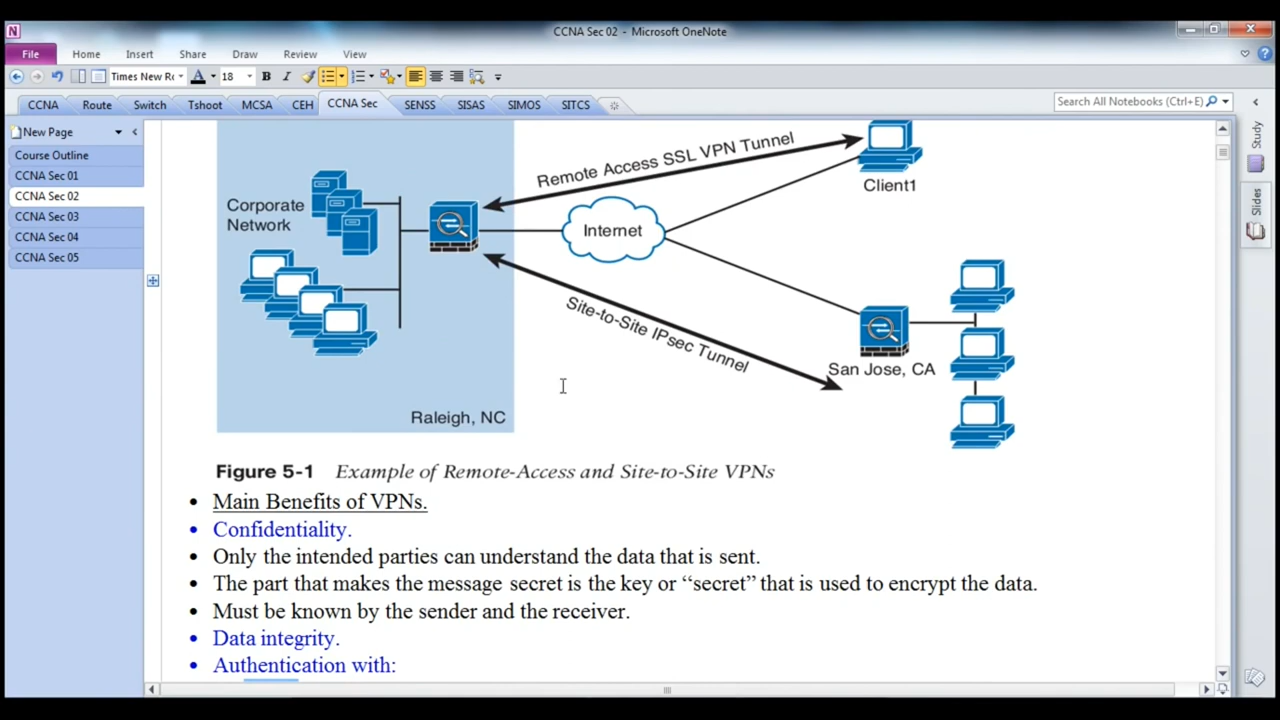 CCNA Sec 02 - Microsoft OneNote
File Home Insert Share Draw Review View
Times New Ro 18 B I
CCNA Route Switch Tshoot MCSA CEH CCNA Sec SENSS SISAS SIMOS SITCS
Search All Notebooks (Ctrl+E)
New Page
Course Outline
CCNA Sec 01
CCNA Sec 02
CCNA Sec 03
CCNA Sec 04
CCNA Sec 05
Study
Slides
Remote Access SSL VPN Tunnel
Client1
Corporate
Network
Internet
Site-to-Site IPsec Tunnel
San Jose, CA
Raleigh, NC
Figure 5-1 Example of Remote-Access and Site-to-Site VPNs
• Main Benefits of VPNs.
• Confidentiality.
• Only the intended parties can understand the data that is sent.
• The part that makes the message secret is the key or “secret” that is used to encrypt the data.
• Must be known by the sender and the receiver.
• Data integrity.
• Authentication with: